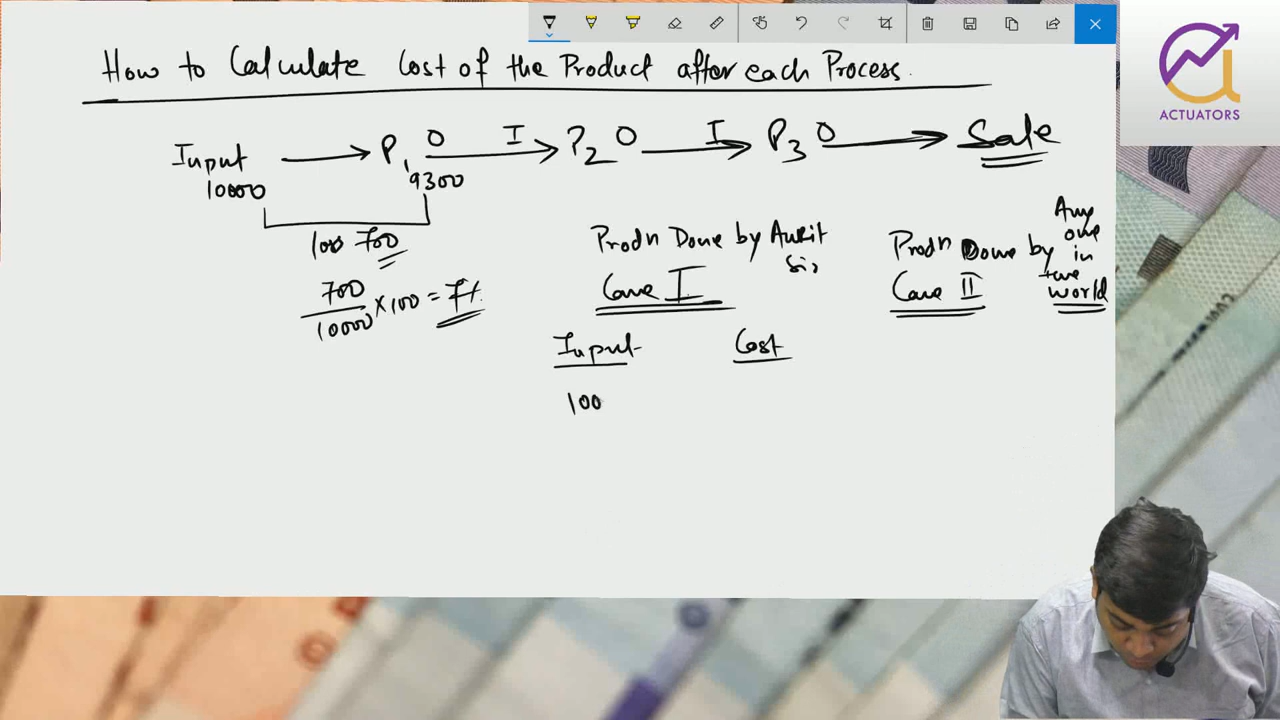 How to Calculate Cost of the Product after each Process.
Input → P1 O I → P2 O I → P3 O → Sale
10000 9300
100 700
700
10000 × 100 = 7%
Prodn Done by Ankit Sir
Case I
Prodn Done by Any one in the world
Case II
Input Cost
100
ACTUATORS